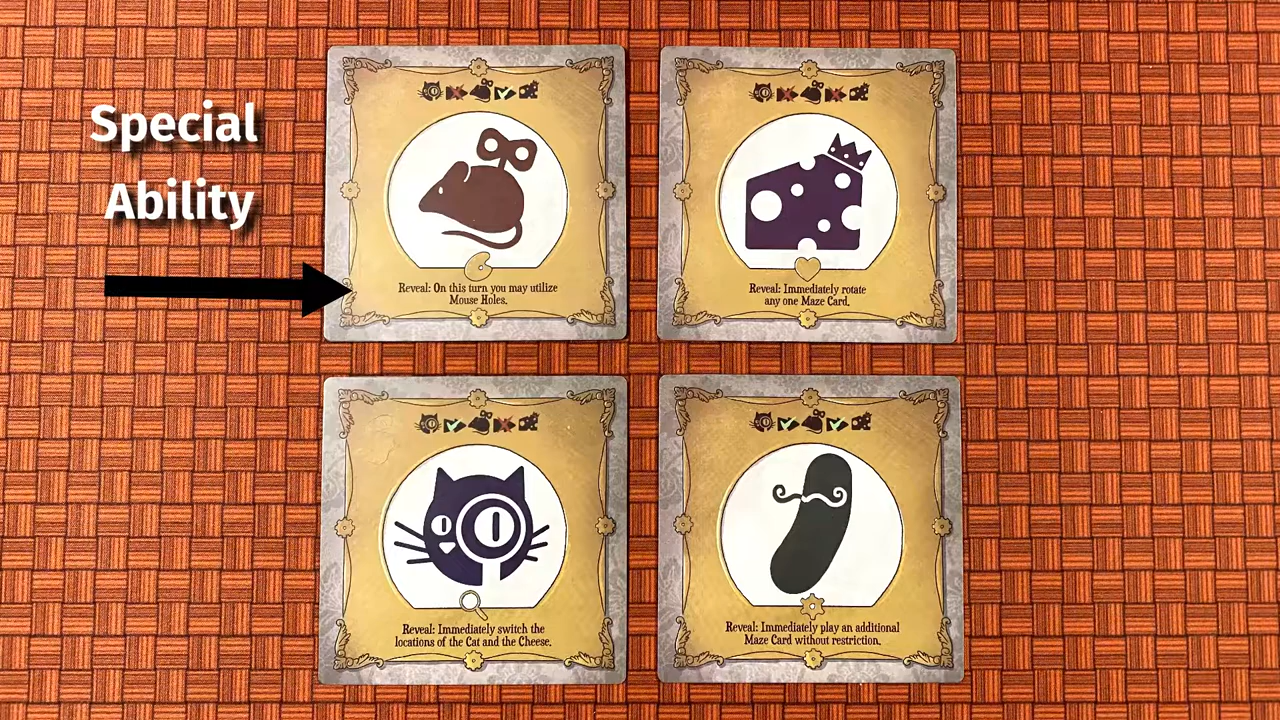 Special
Ability
Reveal: On this turn you may utilize
Mouse Holes.
Reveal: Immediately rotate
any one Maze Card.
Reveal: Immediately switch the
locations of the Cat and the Cheese.
Reveal: Immediately play an additional
Maze Card without restriction.